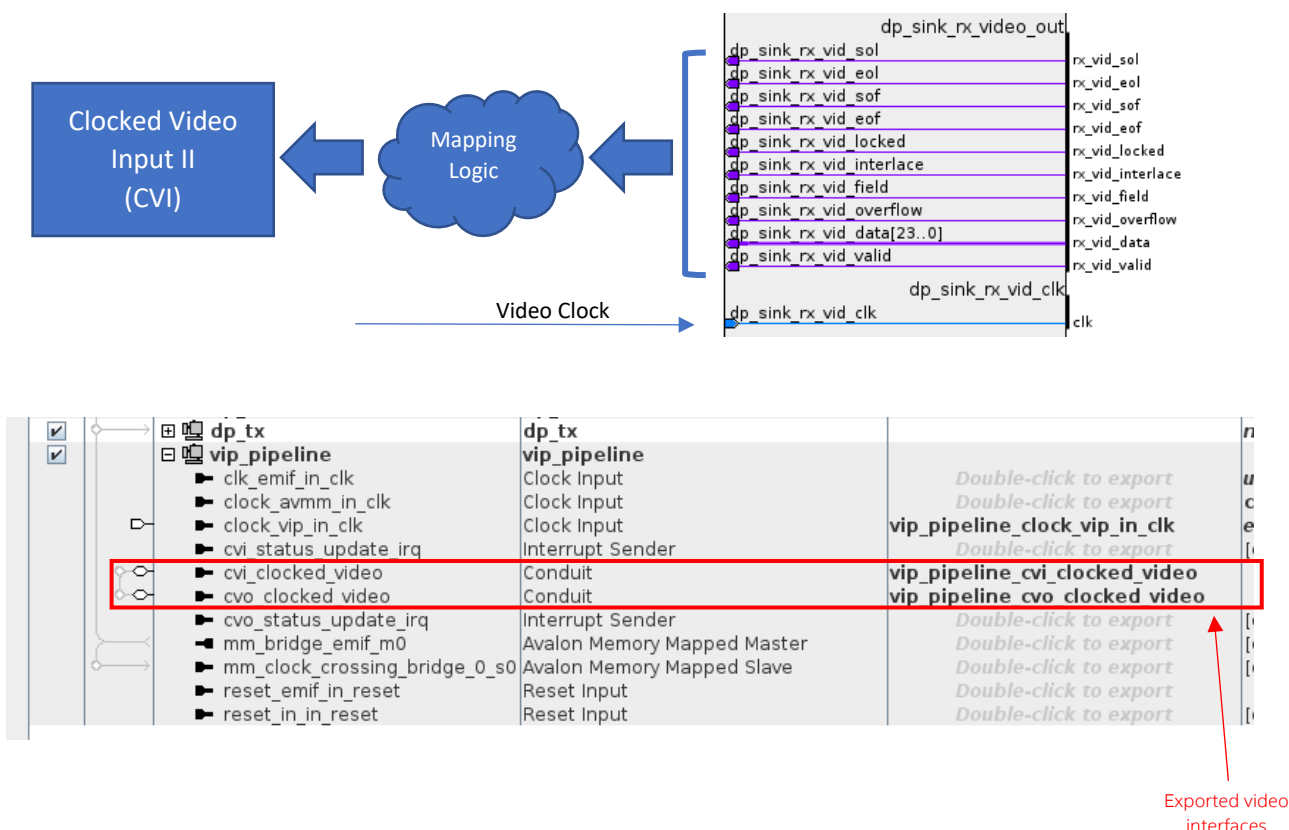 dp_sink_rx_video_out
dp_sink_rx_vid_sol rx_vid_sol
dp_sink_rx_vid_eol rx_vid_eol
dp_sink_rx_vid_sof rx_vid_sof
dp_sink_rx_vid_eof rx_vid_eof
dp_sink_rx_vid_locked rx_vid_locked
dp_sink_rx_vid_interlace rx_vid_interlace
dp_sink_rx_vid_field rx_vid_field
dp_sink_rx_vid_overflow rx_vid_overflow
dp_sink_rx_vid_data[23..0] rx_vid_data
dp_sink_rx_vid_valid rx_vid_valid
dp_sink_rx_vid_clk
dp_sink_rx_vid_clk clk
Clocked Video
Input II
(CVI)
Mapping
Logic
Video Clock
dp_tx dp_tx
vip_pipeline vip_pipeline
clk_emif_in_clk Clock Input Double-click to export
clock_avmm_in_clk Clock Input Double-click to export
clock_vip_in_clk Clock Input vip_pipeline_clock_vip_in_clk
cvi_status_update_irq Interrupt Sender Double-click to export
cvi_clocked_video Conduit vip_pipeline_cvi_clocked_video
cvo_clocked_video Conduit vip_pipeline_cvo_clocked_video
cvo_status_update_irq Interrupt Sender Double-click to export
mm_bridge_emif_m0 Avalon Memory Mapped Master Double-click to export
mm_clock_crossing_bridge_0_s0 Avalon Memory Mapped Slave Double-click to export
reset_emif_in_reset Reset Input Double-click to export
reset_in_in_reset Reset Input Double-click to export
Exported video
interfaces